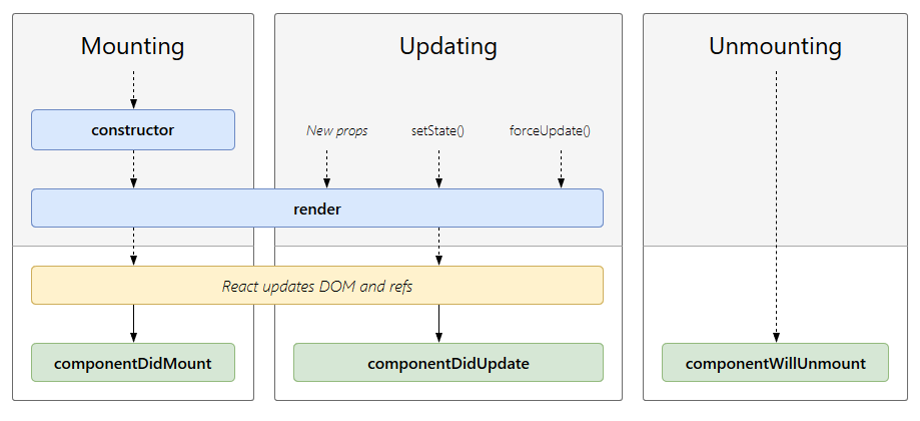 Mounting
Updating
Unmounting
constructor
New props
setState()
forceUpdate()
render
React updates DOM and refs
componentDidMount
componentDidUpdate
componentWillUnmount